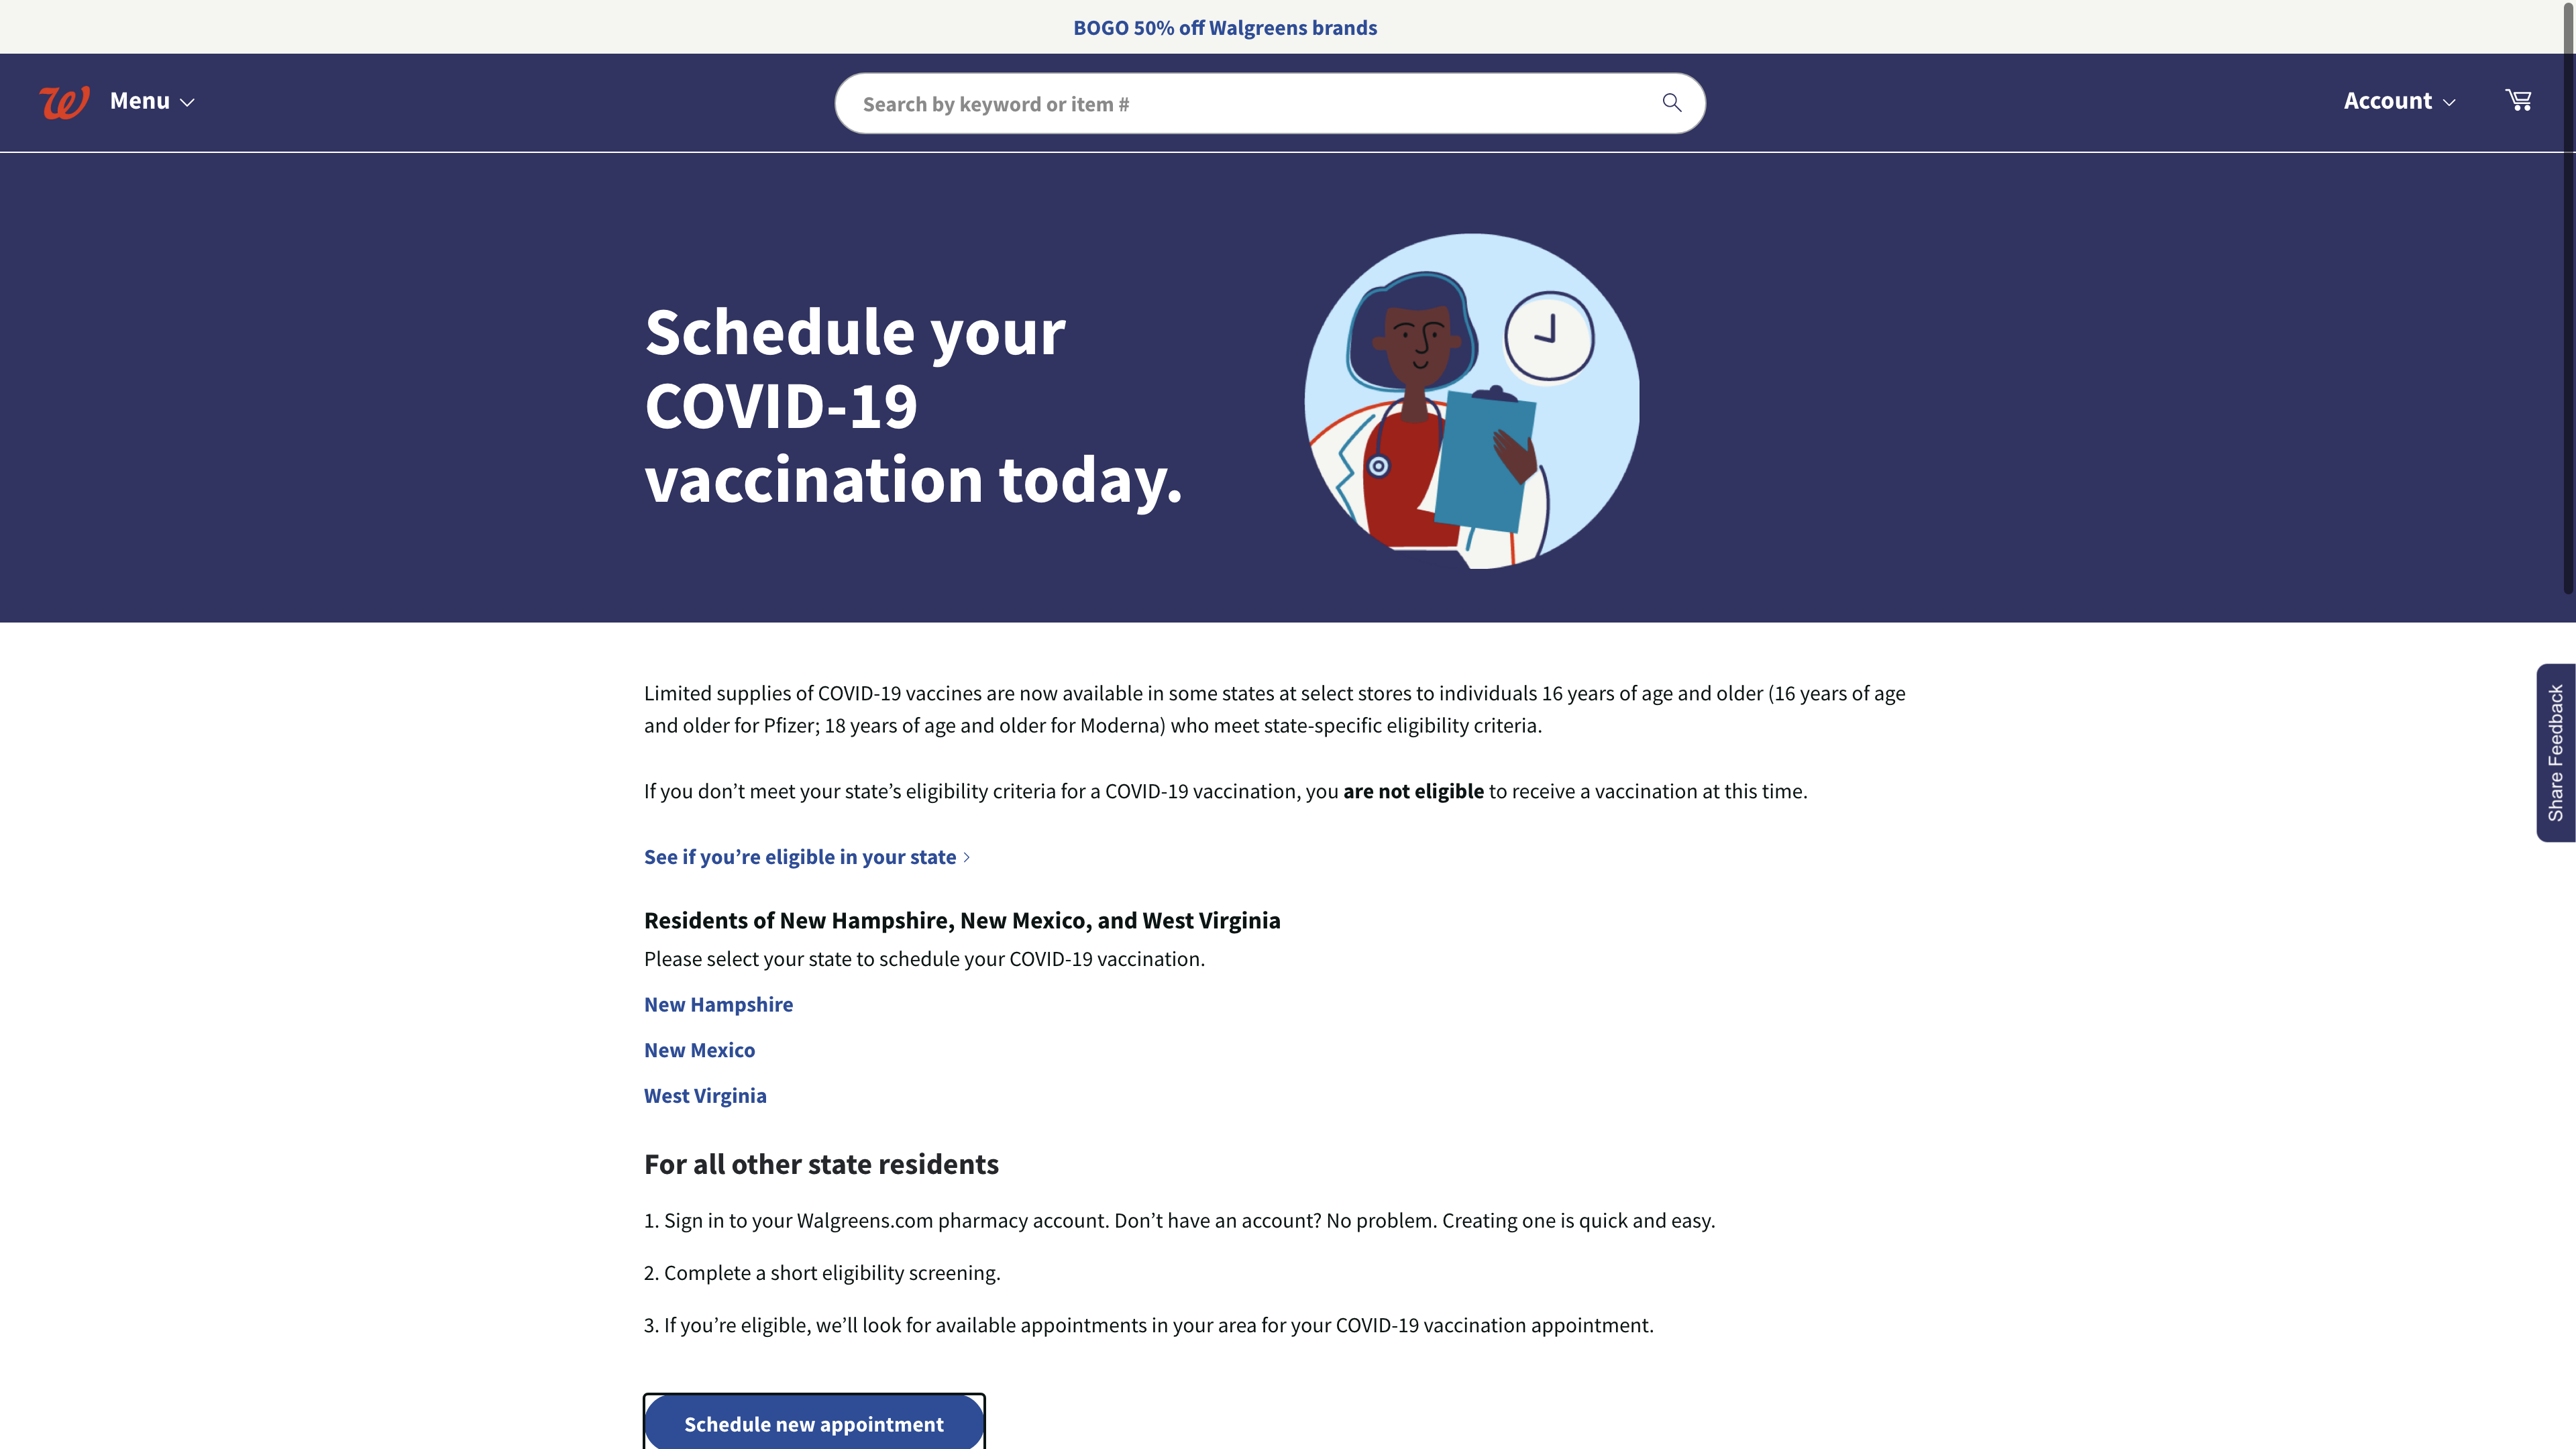 BOGO 50% off Walgreens brands
Menu
Search by keyword or item #
Account
Schedule your
COVID-19
vaccination today.
Limited supplies of COVID-19 vaccines are now available in some states at select stores to individuals 16 years of age and older (16 years of age
and older for Pfizer; 18 years of age and older for Moderna) who meet state-specific eligibility criteria.
If you don’t meet your state’s eligibility criteria for a COVID-19 vaccination, you are not eligible to receive a vaccination at this time.
Share Feedback
See if you’re eligible in your state
Residents of New Hampshire, New Mexico, and West Virginia
Please select your state to schedule your COVID-19 vaccination.
New Hampshire
New Mexico
West Virginia
For all other state residents
1. Sign in to your Walgreens.com pharmacy account. Don’t have an account? No problem. Creating one is quick and easy.
2. Complete a short eligibility screening.
3. If you’re eligible, we’ll look for available appointments in your area for your COVID-19 vaccination appointment.
Schedule new appointment